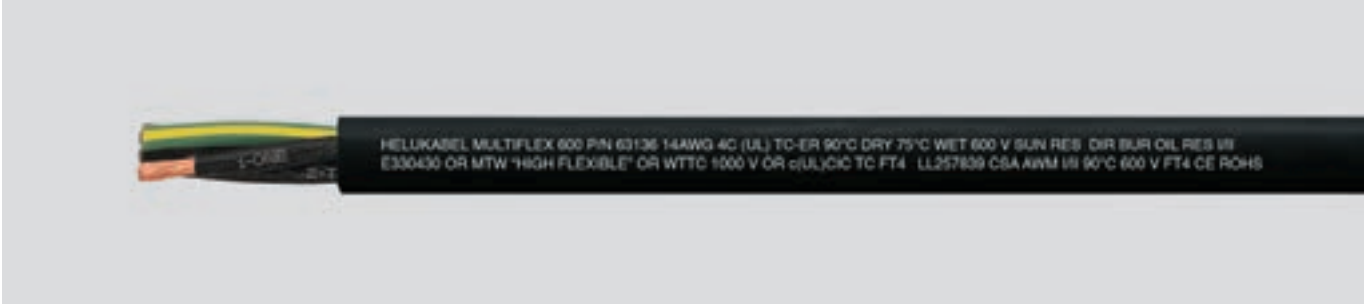 HELUKABEL MULTIFLEX 600 P/N 63136 14AWG 4C (UL) TC-ER 90°C DRY 75°C WET 600 V SUN RES DIR BUR OIL RES I/II
E330430 OR MTW "HIGH FLEXIBLE" OR WTTC 1000 V OR c(UL)CIC TC FT4 LL257839 CSA AWM I/II 90°C 600 V FT4 CE ROHS